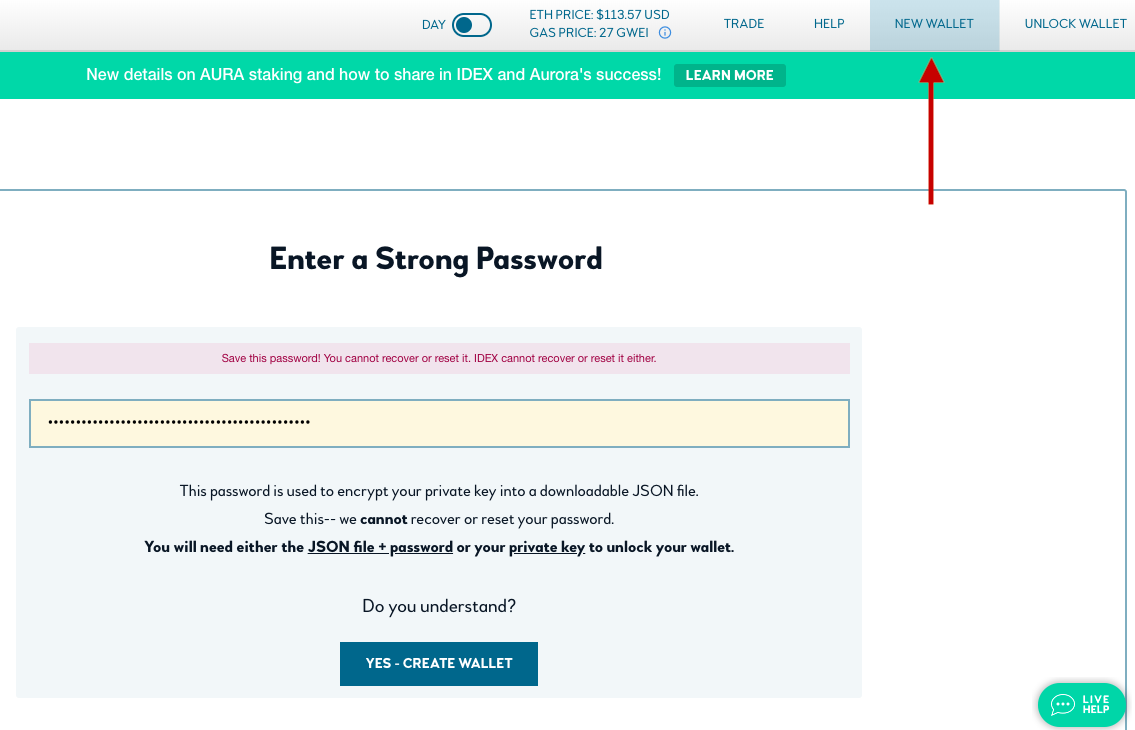 DAY
ETH PRICE: $113.57 USD
GAS PRICE: 27 GWEI
TRADE
HELP
NEW WALLET
UNLOCK WALLET
New details on AURA staking and how to share in IDEX and Aurora's success!
LEARN MORE
Enter a Strong Password
Save this password! You cannot recover or reset it. IDEX cannot recover or reset it either.
This password is used to encrypt your private key into a downloadable JSON file.
Save this-- we cannot recover or reset your password.
You will need either the JSON file + password or your private key to unlock your wallet.
Do you understand?
YES - CREATE WALLET
LIVE
HELP